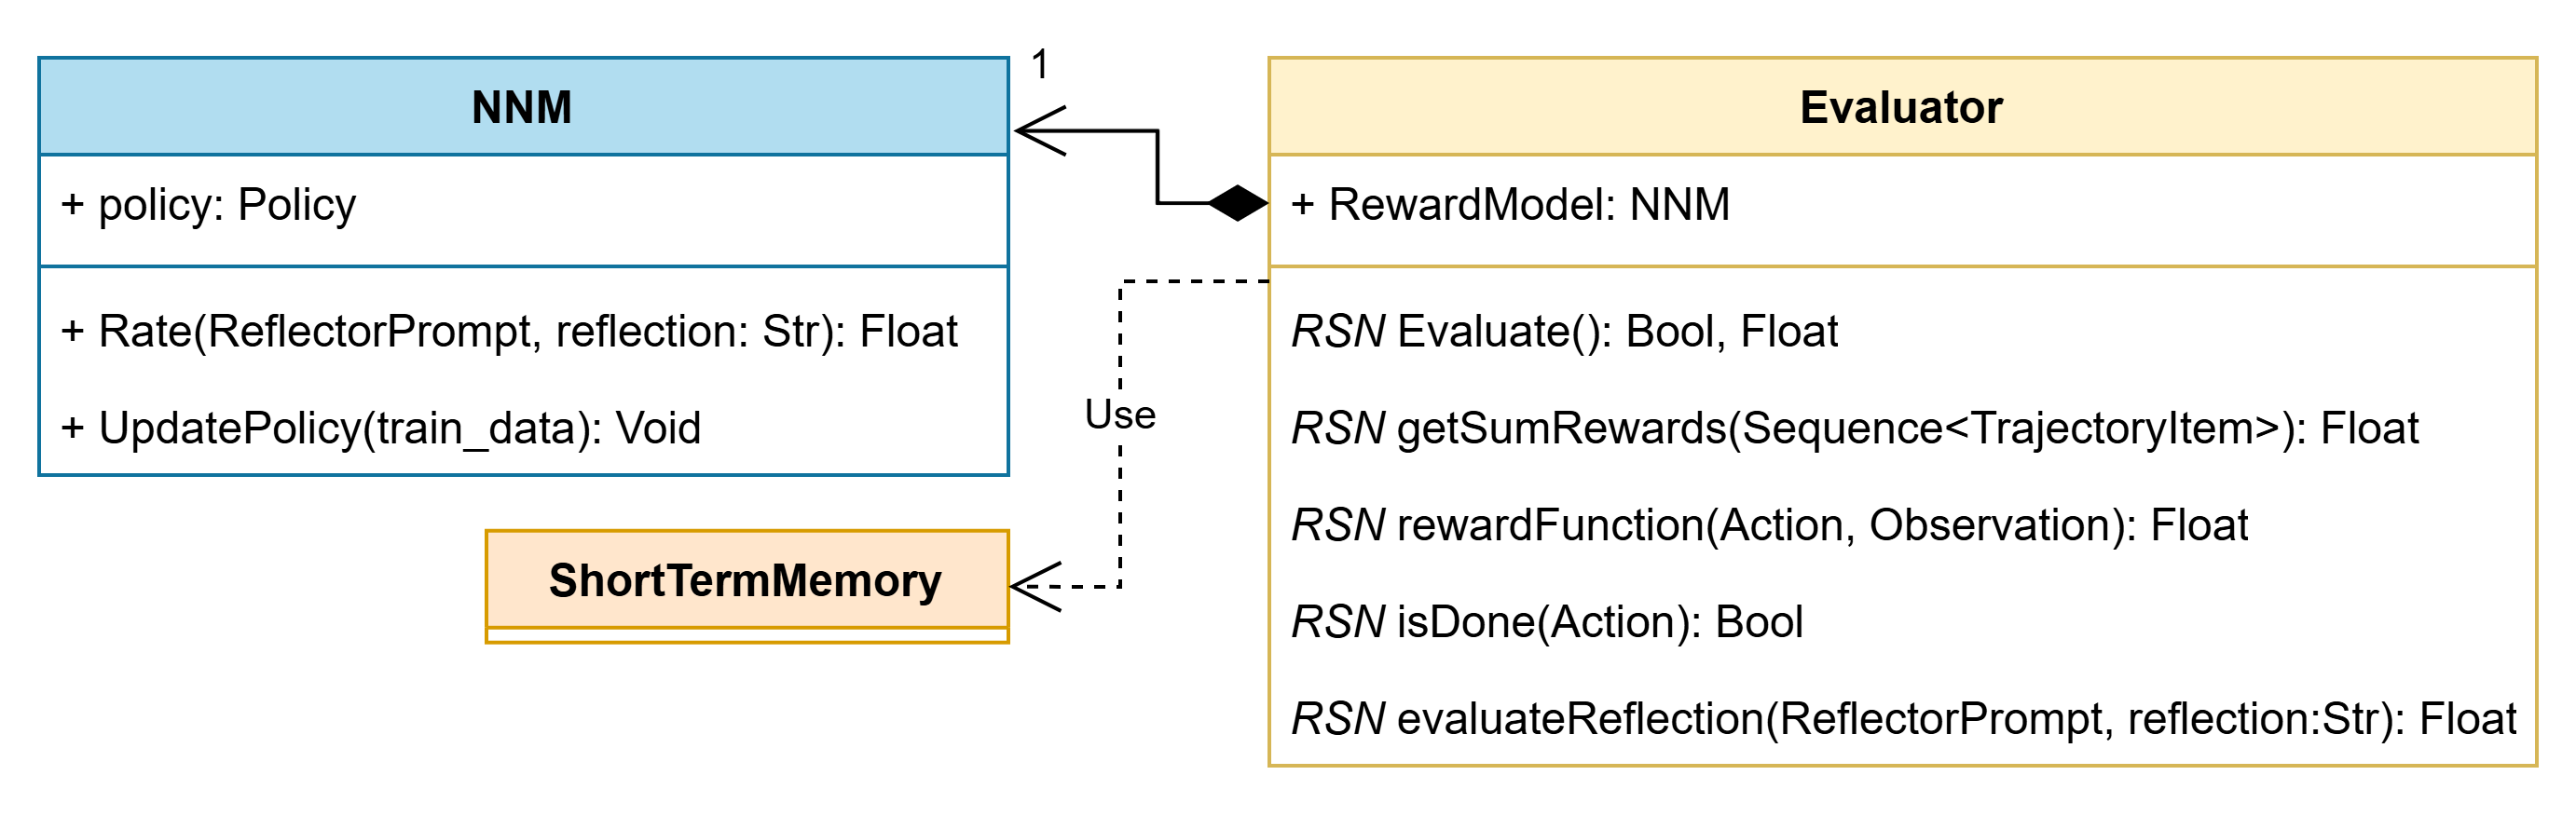 NNM
+ policy: Policy
+ Rate(ReflectorPrompt, reflection: Str): Float
+ UpdatePolicy(train_data): Void
1
Use
ShortTermMemory
Evaluator
+ RewardModel: NNM
RSN Evaluate(): Bool, Float
RSN getSumRewards(Sequence<TrajectoryItem>): Float
RSN rewardFunction(Action, Observation): Float
RSN isDone(Action): Bool
RSN evaluateReflection(ReflectorPrompt, reflection:Str): Float